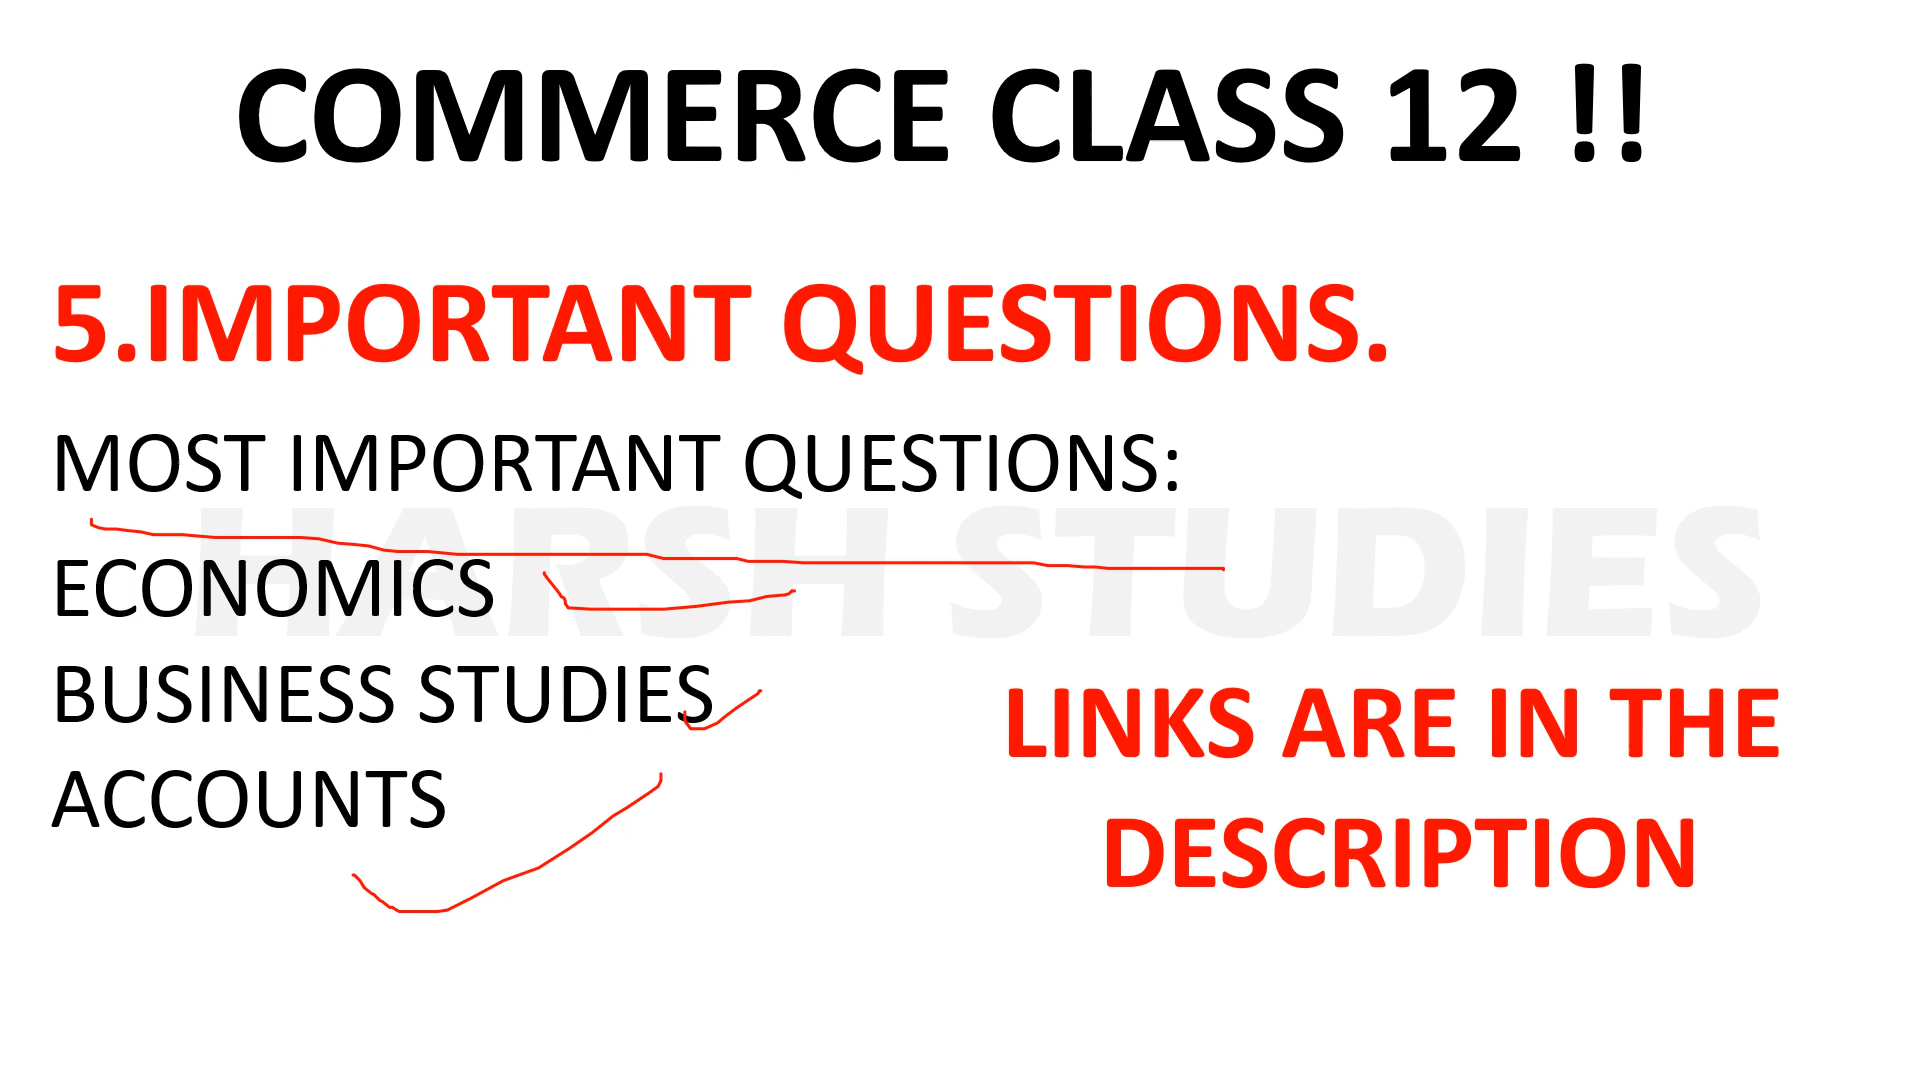 COMMERCE CLASS 12 !!
5.IMPORTANT QUESTIONS.
MOST IMPORTANT QUESTIONS:
HARSH STUDIES
ECONOMICS
BUSINESS STUDIES
ACCOUNTS
LINKS ARE IN THE
DESCRIPTION